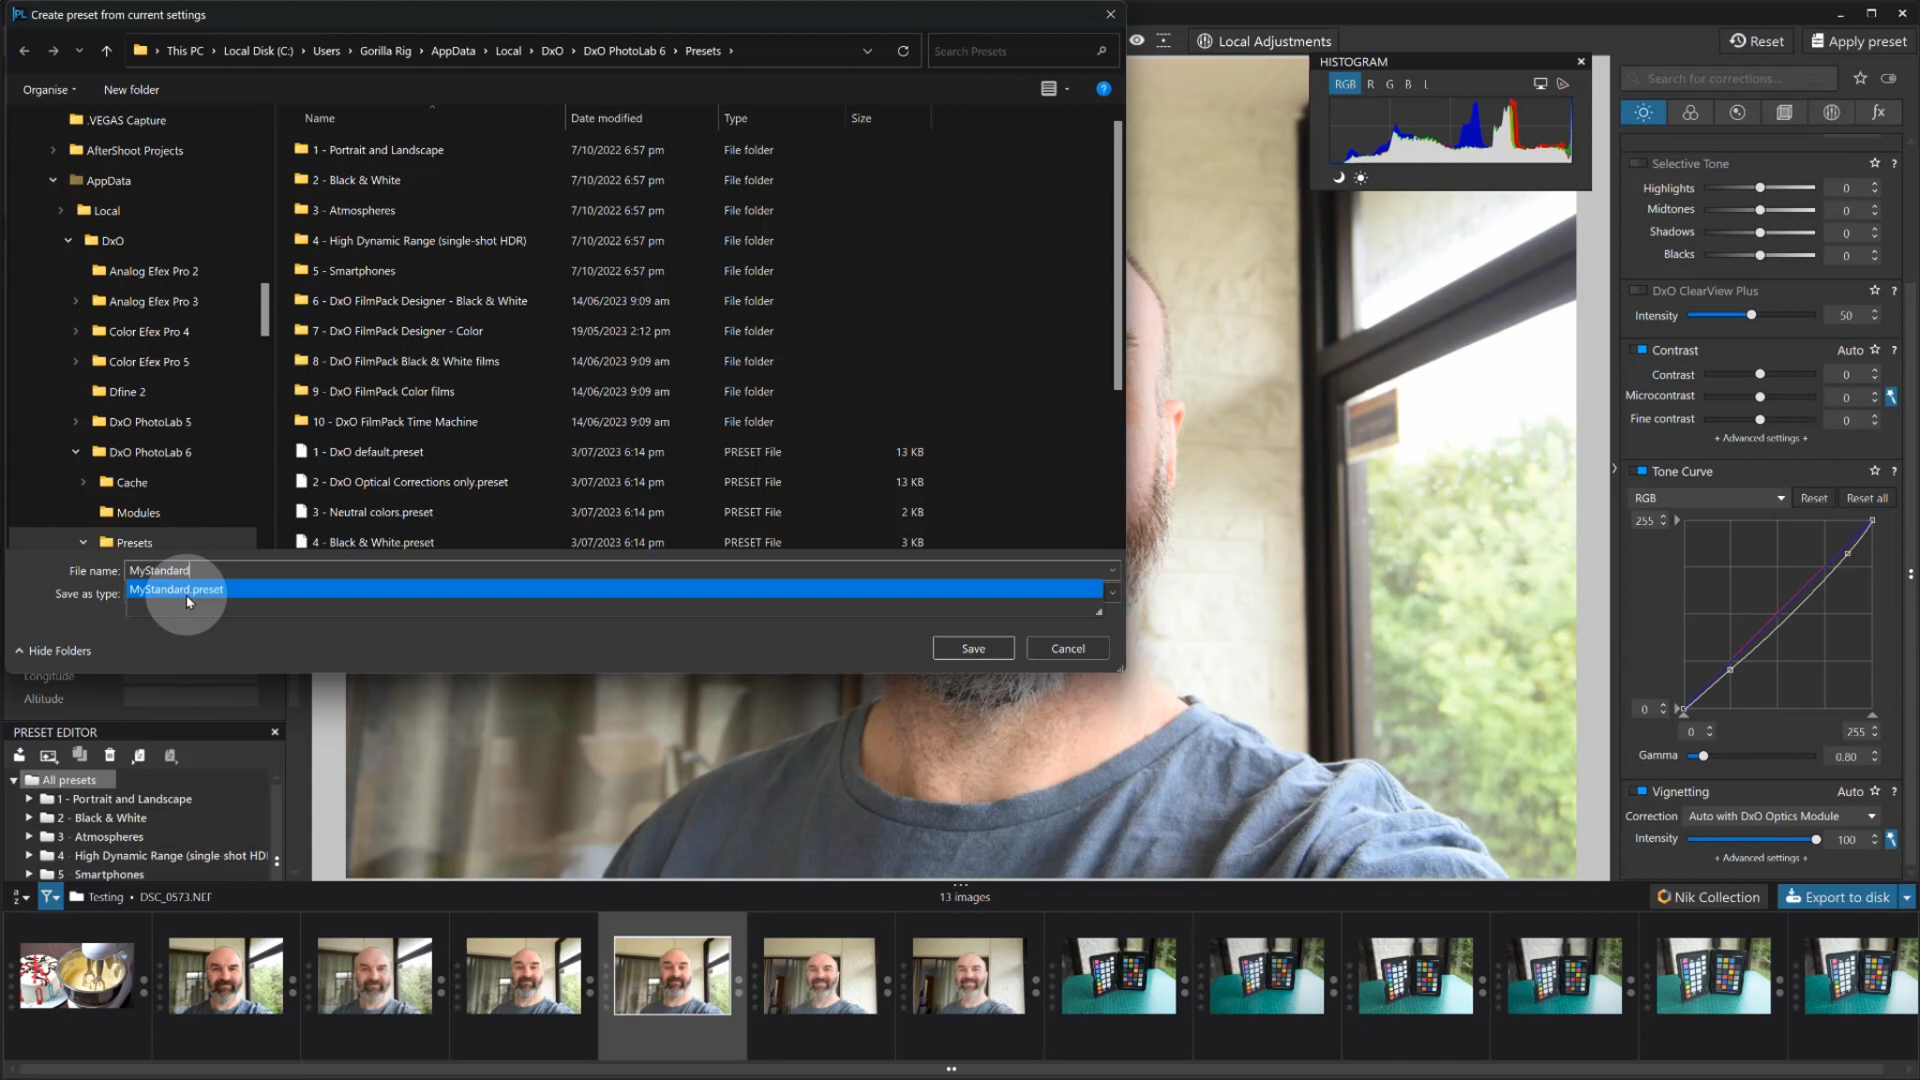 Create preset from current settings
This PC › Local Disk (C:) › Users › Gorilla Rig › AppData › Local › DxO › DxO PhotoLab 6 › Presets ›
Search Presets
Local Adjustments
Reset
Apply preset
Organise
New folder
Name
Date modified
Type
Size
.VEGAS Capture
AfterShoot Projects
AppData
Local
DxO
Analog Efex Pro 2
Analog Efex Pro 3
Color Efex Pro 4
Color Efex Pro 5
Dfine 2
DxO PhotoLab 5
DxO PhotoLab 6
Cache
Modules
Presets
1 - Portrait and Landscape 7/10/2022 6:57 pm File folder
2 - Black & White 7/10/2022 6:57 pm File folder
3 - Atmospheres 7/10/2022 6:57 pm File folder
4 - High Dynamic Range (single-shot HDR) 7/10/2022 6:57 pm File folder
5 - Smartphones 7/10/2022 6:57 pm File folder
6 - DxO FilmPack Designer - Black & White 14/06/2023 9:09 am File folder
7 - DxO FilmPack Designer - Color 19/05/2023 2:12 pm File folder
8 - DxO FilmPack Black & White films 14/06/2023 9:09 am File folder
9 - DxO FilmPack Color films 14/06/2023 9:09 am File folder
10 - DxO FilmPack Time Machine 14/06/2023 9:09 am File folder
1 - DxO default.preset 3/07/2023 6:14 pm PRESET File 13 KB
2 - DxO Optical Corrections only.preset 3/07/2023 6:14 pm PRESET File 13 KB
3 - Neutral colors.preset 3/07/2023 6:14 pm PRESET File 2 KB
4 - Black & White.preset 3/07/2023 6:14 pm PRESET File 3 KB
File name: MyStandard
MyStandard.preset
Save as type:
Hide Folders
Save
Cancel
Longitude
Altitude
PRESET EDITOR
All presets
1 - Portrait and Landscape
2 - Black & White
3 - Atmospheres
4 - High Dynamic Range (single shot HDI
5 - Smartphones
HISTOGRAM
RGB R G B L
Search for corrections...
fx
Selective Tone ?
Highlights 0
Midtones 0
Shadows 0
Blacks 0
DxO ClearView Plus ?
Intensity 50
Contrast Auto ?
Contrast 0
Microcontrast 0
Fine contrast 0
+ Advanced settings +
Tone Curve ?
RGB Reset Reset all
255
0
0 255
Gamma 0.80
Vignetting Auto ?
Correction Auto with DxO Optics Module
Intensity 100
+ Advanced settings +
Testing • DSC_0573.NEF
13 images
Nik Collection
Export to disk